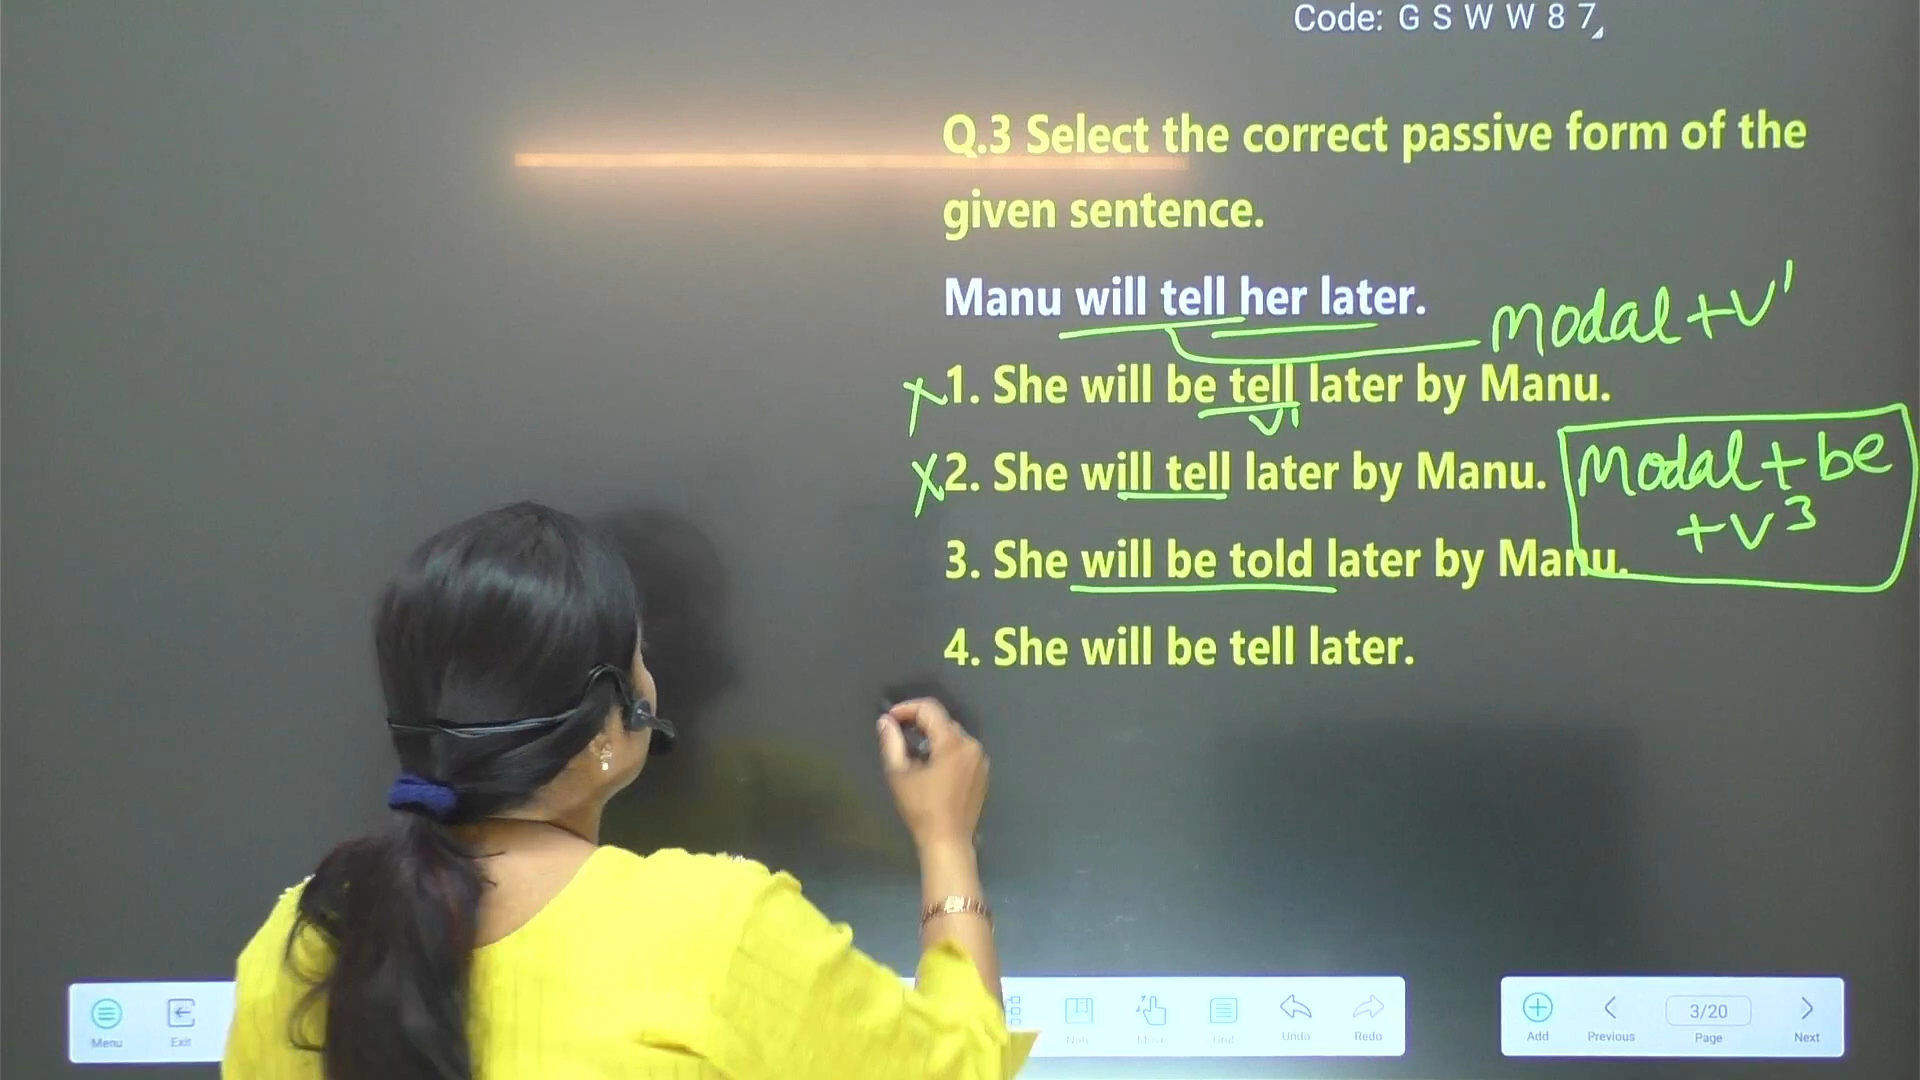 Code: G S W W 8 7
Q.3 Select the correct passive form of the
given sentence.
Manu will tell her later.
modal + V1
X 1. She will be tell later by Manu.
V1
X 2. She will tell later by Manu.
Modal + be
+ V3
3. She will be told later by Manu.
4. She will be tell later.
Menu
Exit
Move
Find
Undo
Redo
Add
Previous
3/20
Page
Next